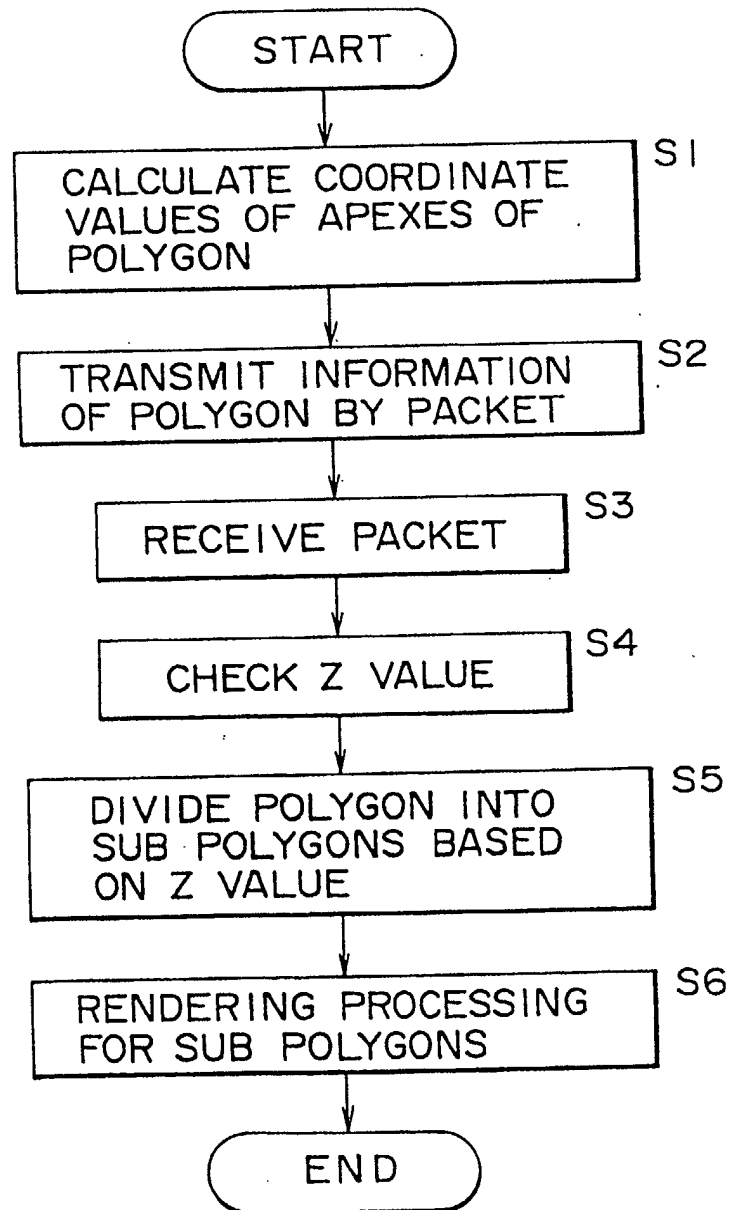 START
S1
CALCULATE COORDINATE
VALUES OF APEXES OF
POLYGON
S2
TRANSMIT INFORMATION
OF POLYGON BY PACKET
S3
RECEIVE PACKET
S4
CHECK Z VALUE
S5
DIVIDE POLYGON INTO
SUB POLYGONS BASED
ON Z VALUE
S6
RENDERING PROCESSING
FOR SUB POLYGONS
END